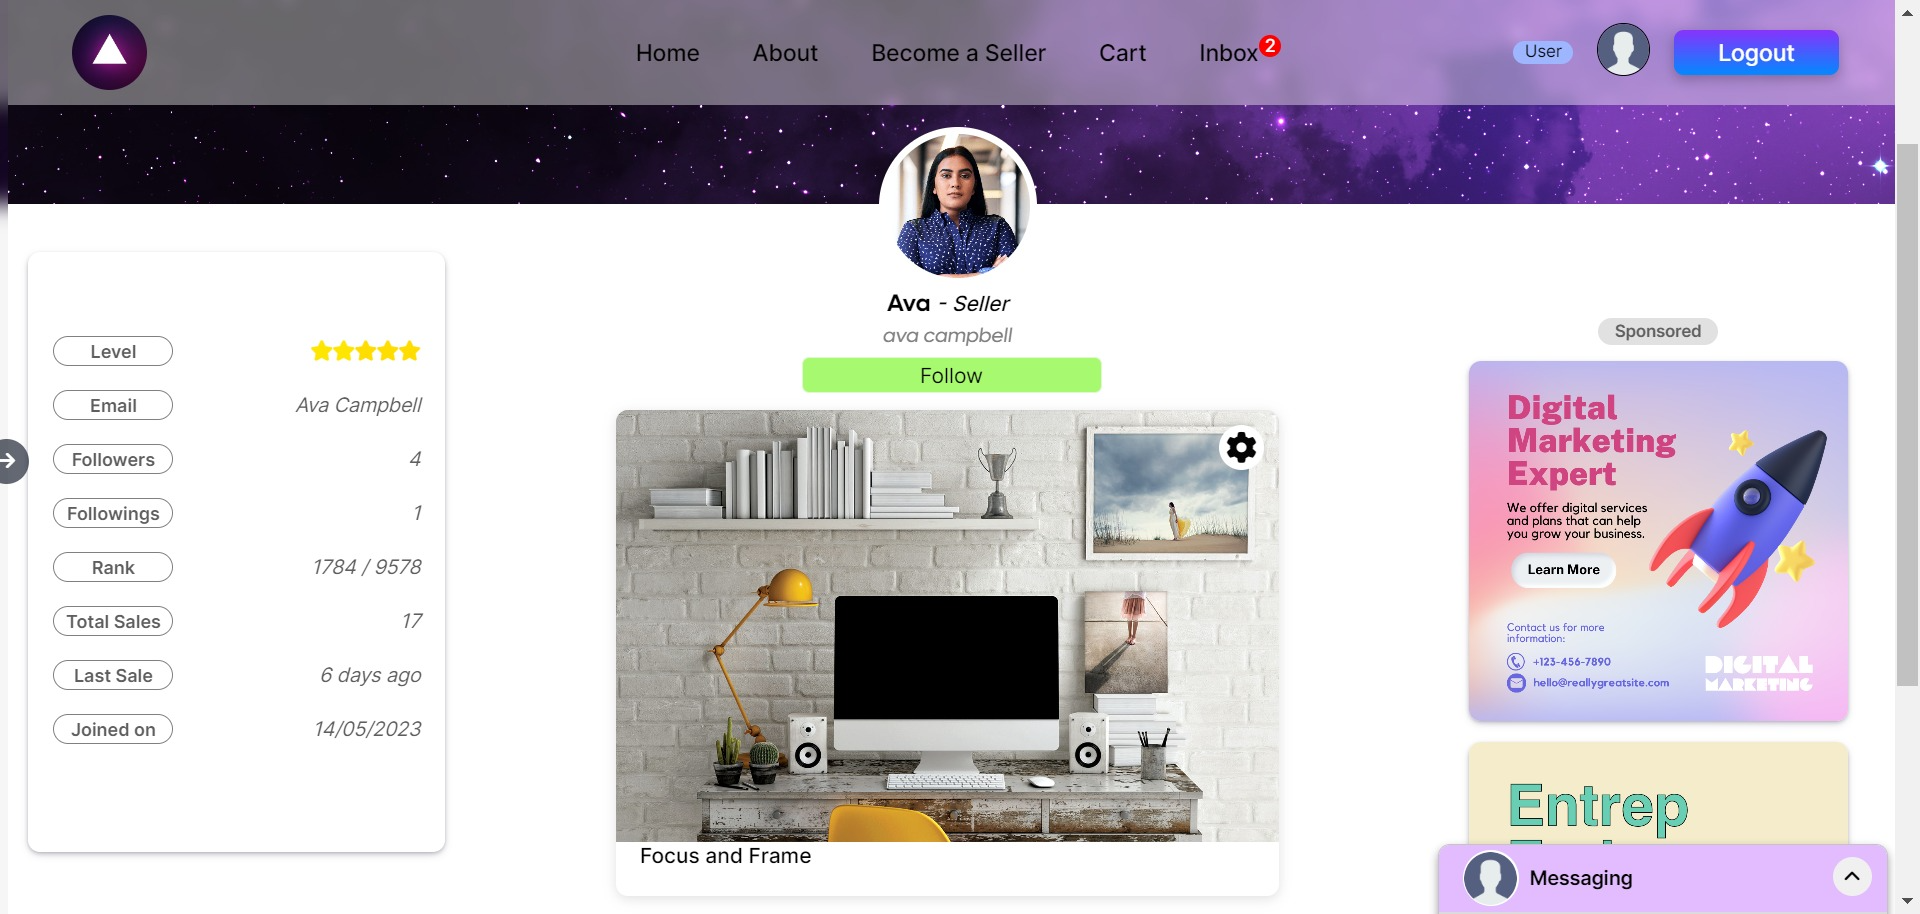 Home About Become a Seller Cart Inbox 2 User Logout
Ava - Seller
ava campbell
Follow
Level
Email Ava Campbell
Followers 4
Followings 1
Rank 1784 / 9578
Total Sales 17
Last Sale 6 days ago
Joined on 14/05/2023
Focus and Frame
Sponsored
Digital
Marketing
Expert
We offer digital services
and plans that can help
you grow your business.
Learn More
Contact us for more
information:
+123-456-7890
hello@reallygreatsite.com
DIGITAL
MARKETING
Entrep
Messaging